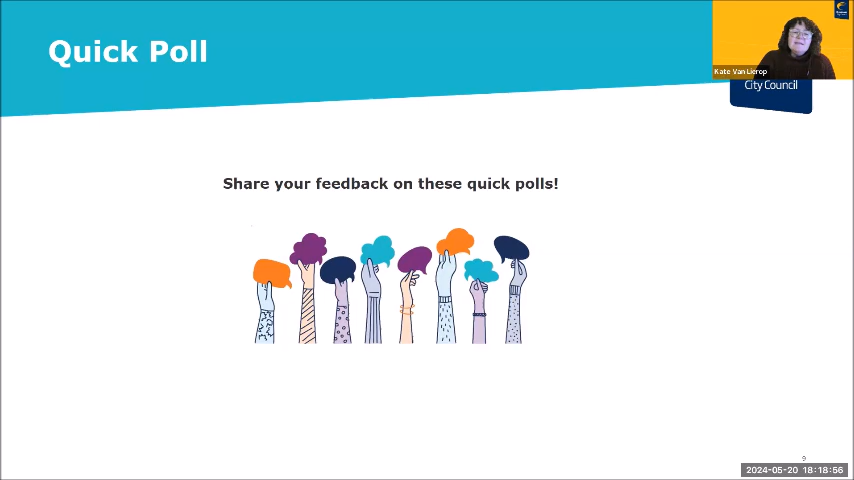 Quick Poll
Kate Van Lierop
City Council
Share your feedback on these quick polls!
9
2024-05-20 18:18:56